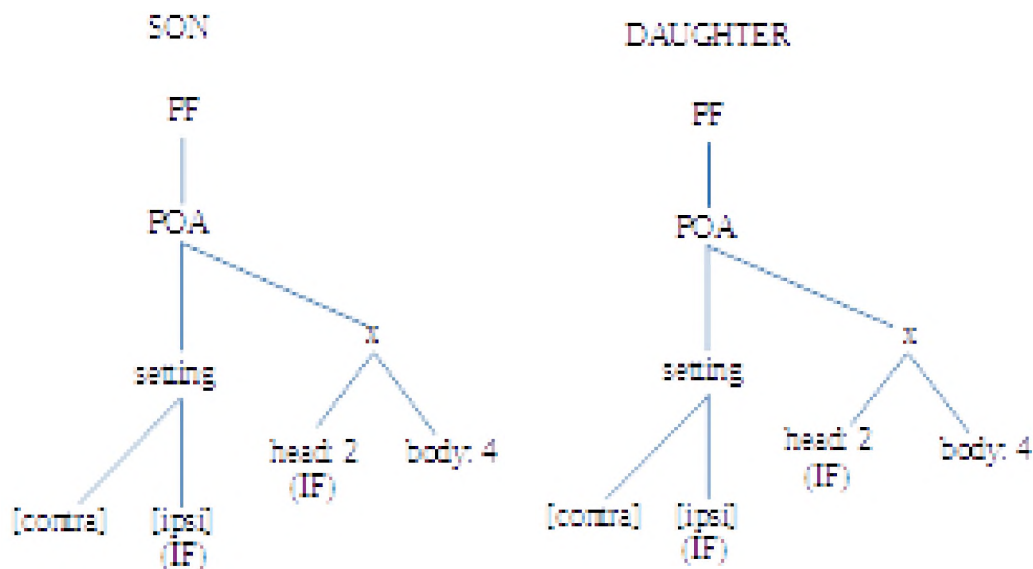 SON
PF
POA
x
setting
head: 2
(IF)
body: 4
[contra]
[ipsi]
(IF)
DAUGHTER
PF
POA
x
setting
head: 2
(IF)
body: 4
[contra]
[ipsi]
(IF)